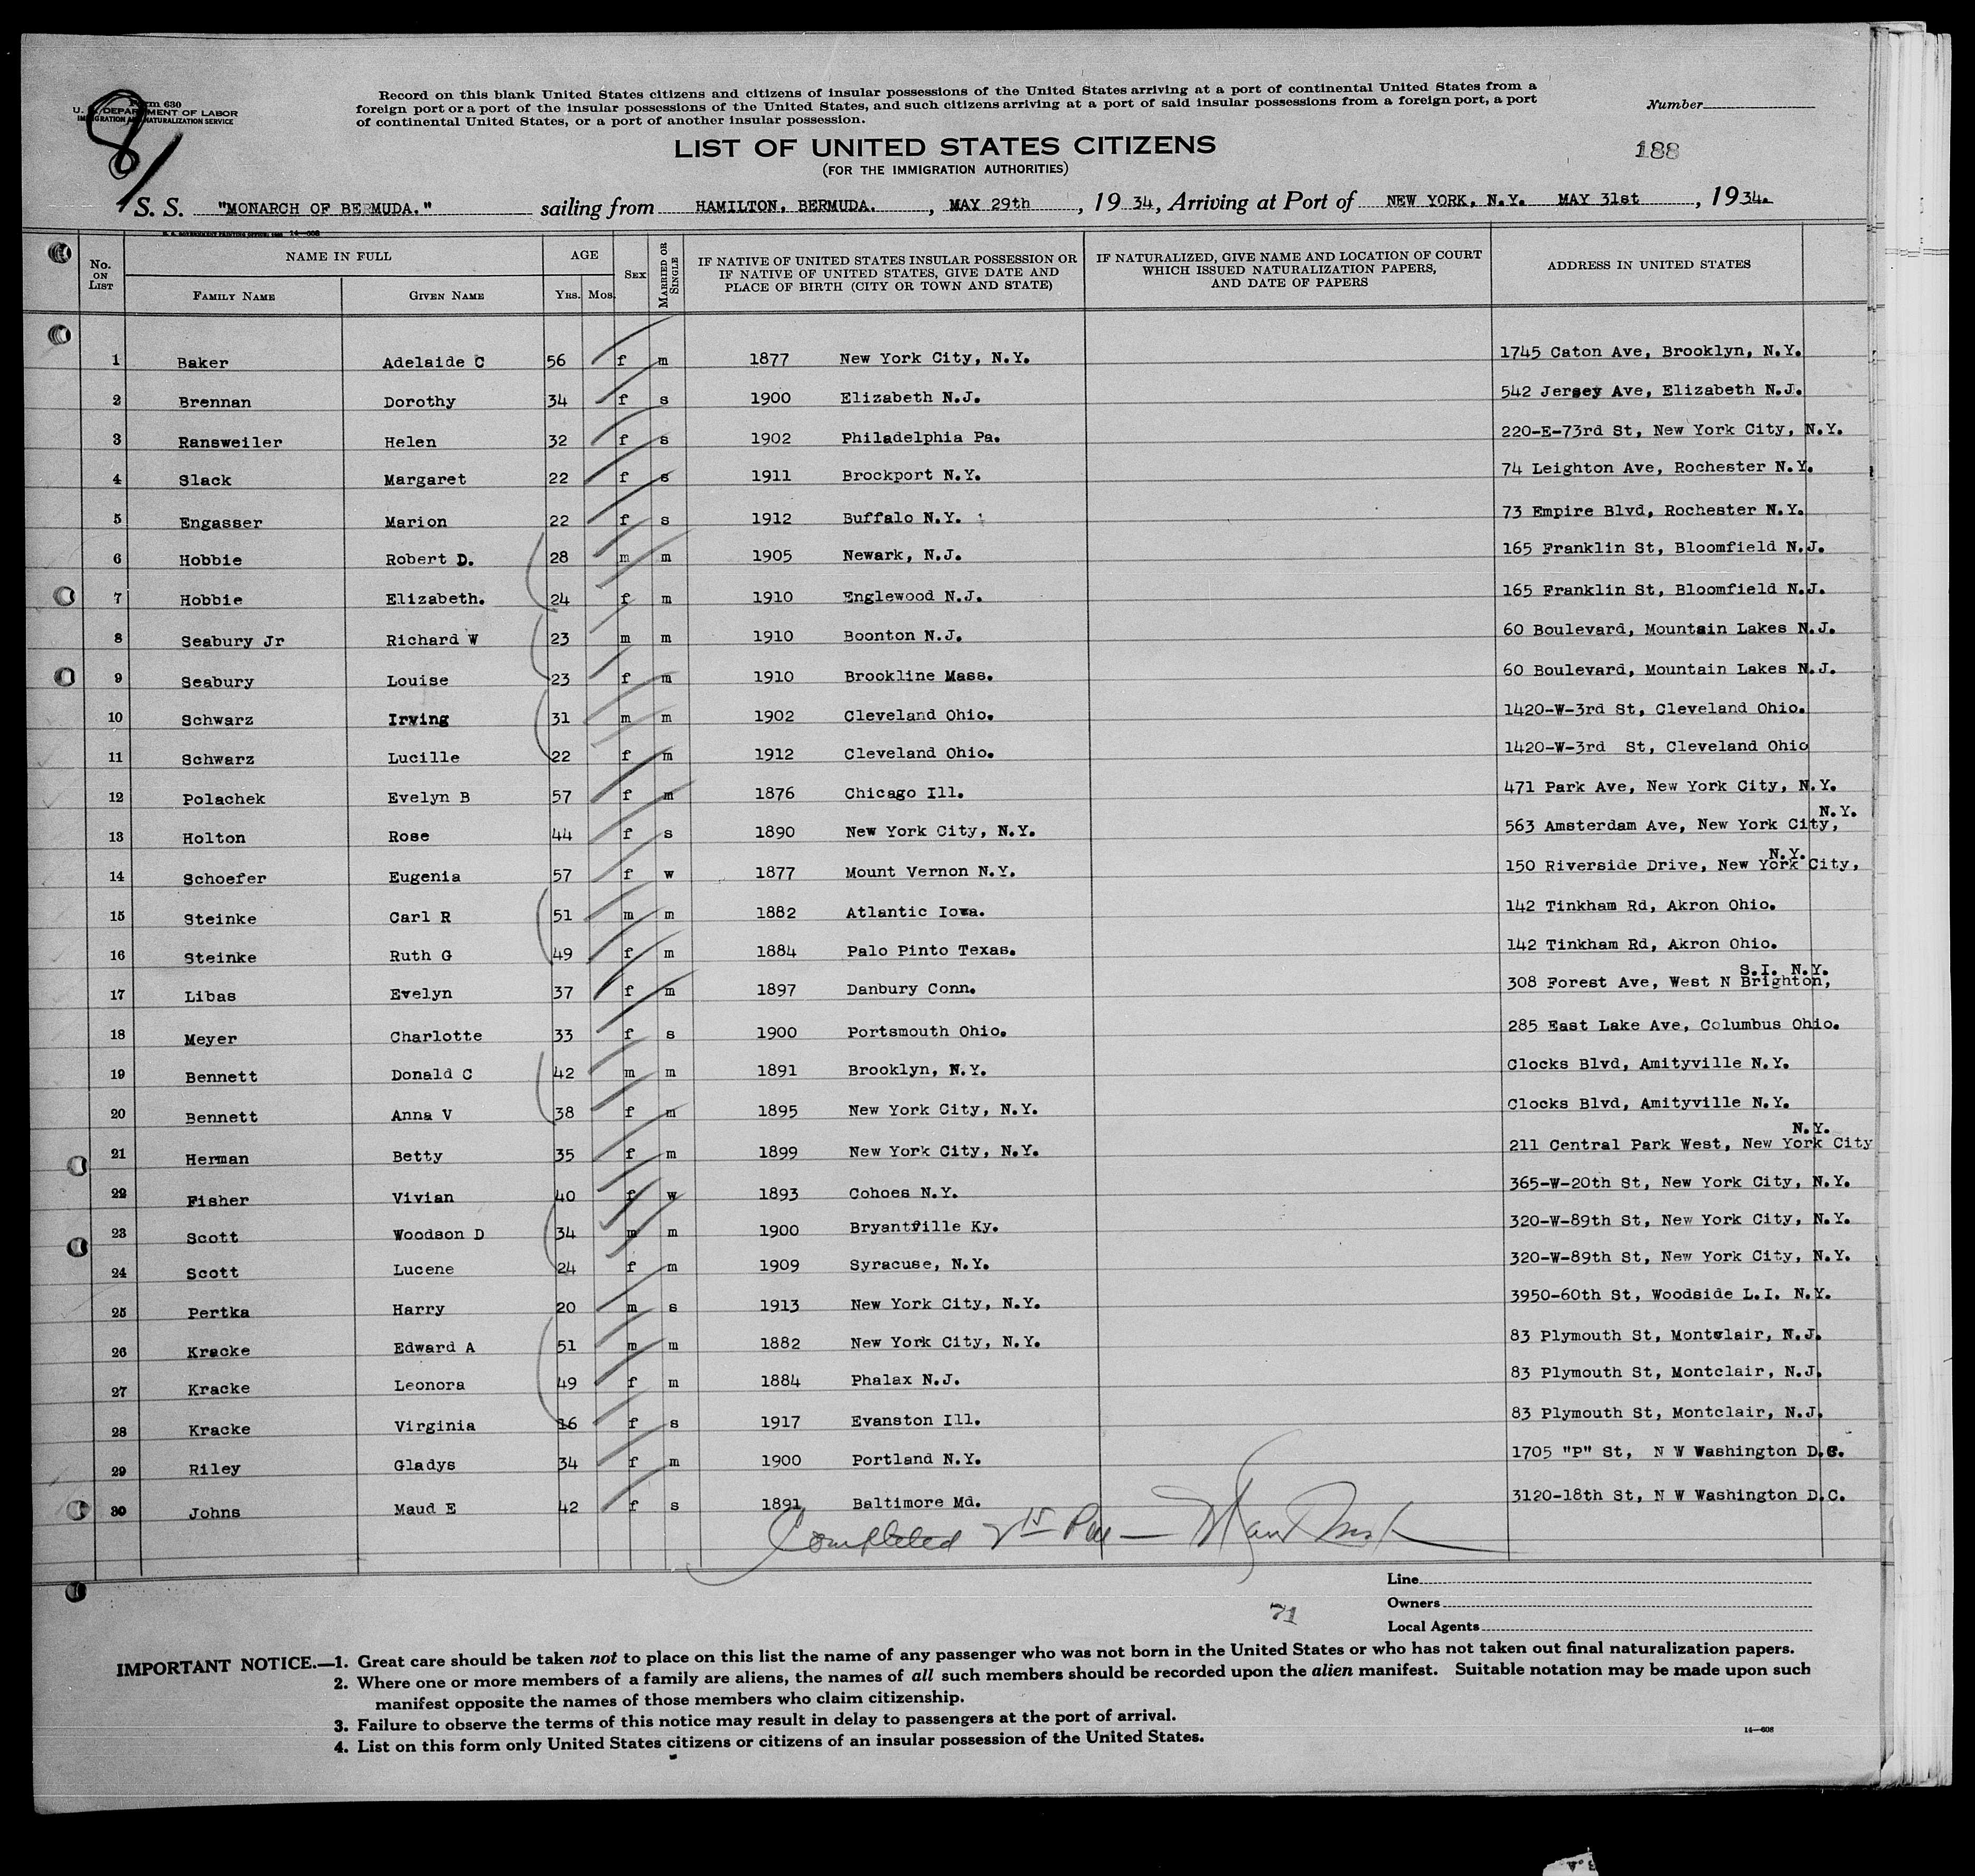 Form 630
U. S. DEPARTMENT OF LABOR
IMMIGRATION AND NATURALIZATION SERVICE
81
Record on this blank United States citizens and citizens of insular possessions of the United States arriving at a port of continental United States from a
foreign port or a port of the insular possessions of the United States, and such citizens arriving at a port of said insular possessions from a foreign port, a port
of continental United States, or a port of another insular possession.
Number
LIST OF UNITED STATES CITIZENS
(FOR THE IMMIGRATION AUTHORITIES)
188
S. S. "MONARCH OF BERMUDA." sailing from HAMILTON, BERMUDA. , MAY 29th , 19 34, Arriving at Port of NEW YORK, N.Y. MAY 31st , 19 34.
No. ON LIST
NAME IN FULL
FAMILY NAME
GIVEN NAME
AGE
YRS. MOS.
SEX
MARRIED OR SINGLE
IF NATIVE OF UNITED STATES INSULAR POSSESSION OR
IF NATIVE OF UNITED STATES, GIVE DATE AND
PLACE OF BIRTH (CITY OR TOWN AND STATE)
IF NATURALIZED, GIVE NAME AND LOCATION OF COURT
WHICH ISSUED NATURALIZATION PAPERS,
AND DATE OF PAPERS
ADDRESS IN UNITED STATES
1 Baker Adelaide C 56 f m 1877 New York City, N.Y. 1745 Caton Ave, Brooklyn, N.Y.
2 Brennan Dorothy 34 f s 1900 Elizabeth N.J. 542 Jersey Ave, Elizabeth N.J.
3 Ransweiler Helen 32 f s 1902 Philadelphia Pa. 220-E-73rd St, New York City, N.Y.
4 Slack Margaret 22 f s 1911 Brockport N.Y. 74 Leighton Ave, Rochester N.Y.
5 Engasser Marion 22 f s 1912 Buffalo N.Y. 73 Empire Blvd, Rochester N.Y.
6 Hobbie Robert D. 28 m m 1905 Newark, N.J. 165 Franklin St, Bloomfield N.J.
7 Hobbie Elizabeth. 24 f m 1910 Englewood N.J. 165 Franklin St, Bloomfield N.J.
8 Seabury Jr Richard W 23 m m 1910 Boonton N.J. 60 Boulevard, Mountain Lakes N.J.
9 Seabury Louise 23 f m 1910 Brookline Mass. 60 Boulevard, Mountain Lakes N.J.
10 Schwarz Irving 31 m m 1902 Cleveland Ohio. 1420-W-3rd St, Cleveland Ohio.
11 Schwarz Lucille 22 f m 1912 Cleveland Ohio. 1420-W-3rd St, Cleveland Ohio
12 Polachek Evelyn B 57 f m 1876 Chicago Ill. 471 Park Ave, New York City, N.Y.
13 Holton Rose 44 f s 1890 New York City, N.Y. 563 Amsterdam Ave, New York City, N.Y.
14 Schoefer Eugenia 57 f w 1877 Mount Vernon N.Y. 150 Riverside Drive, New York City, N.Y.
15 Steinke Carl R 51 m m 1882 Atlantic Iowa. 142 Tinkham Rd, Akron Ohio.
16 Steinke Ruth G 49 f m 1884 Palo Pinto Texas. 142 Tinkham Rd, Akron Ohio.
17 Libas Evelyn 37 f m 1897 Danbury Conn. 308 Forest Ave, West N Brighton, S.I. N.Y.
18 Meyer Charlotte 33 f s 1900 Portsmouth Ohio. 285 East Lake Ave, Columbus Ohio.
19 Bennett Donald C 42 m m 1891 Brooklyn, N.Y. Clocks Blvd, Amityville N.Y.
20 Bennett Anna V 38 f m 1895 New York City, N.Y. Clocks Blvd, Amityville N.Y.
21 Herman Betty 35 f m 1899 New York City, N.Y. 211 Central Park West, New York City N.Y.
22 Fisher Vivian 40 f w 1893 Cohoes N.Y. 365-W-20th St, New York City, N.Y.
23 Scott Woodson D 34 m m 1900 Bryantsville Ky. 320-W-89th St, New York City, N.Y.
24 Scott Lucene 24 f m 1909 Syracuse, N.Y. 320-W-89th St, New York City, N.Y.
25 Pertka Harry 20 m s 1913 New York City, N.Y. 3950-60th St, Woodside L.I. N.Y.
26 Kracke Edward A 51 m m 1882 New York City, N.Y. 83 Plymouth St, Montclair, N.J.
27 Kracke Leonora 49 f m 1884 Phalax N.J. 83 Plymouth St, Montclair, N.J.
28 Kracke Virginia 16 f s 1917 Evanston Ill. 83 Plymouth St, Montclair, N.J.
29 Riley Gladys 34 f m 1900 Portland N.Y. 1705 "P" St, N W Washington D.C.
30 Johns Maud E 42 f s 1891 Baltimore Md. 3120-18th St, N W Washington D.C.
Completed
Line
Owners
Local Agents
71
IMPORTANT NOTICE.—1. Great care should be taken not to place on this list the name of any passenger who was not born in the United States or who has not taken out final naturalization papers.
2. Where one or more members of a family are aliens, the names of all such members should be recorded upon the alien manifest. Suitable notation may be made upon such
manifest opposite the names of those members who claim citizenship.
3. Failure to observe the terms of this notice may result in delay to passengers at the port of arrival.
4. List on this form only United States citizens or citizens of an insular possession of the United States.
14—608